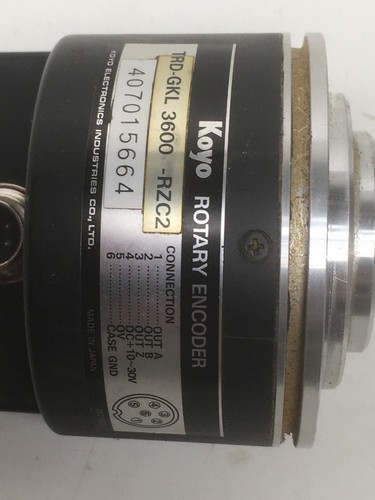 Koyo ROTARY ENCODER
TRD-GKL 3600 -RZC2
407015664
CONNECTION
1 ........ OUT A
2 ........ OUT B
3 ........ OUT Z
4 ........ DC+10~30V
5 ........ 0V
6 ........ CASE GND
KOYO ELECTRONICS INDUSTRIES CO., LTD.
MADE IN JAPAN